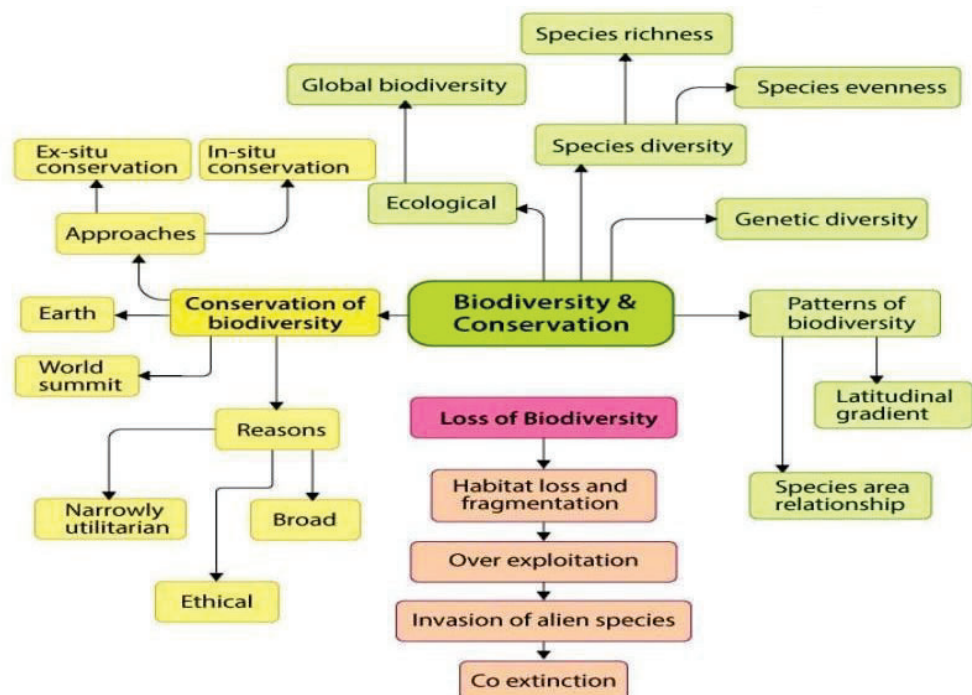 Species richness
Global biodiversity
Species evenness
Ex-situ
conservation
In-situ
conservation
Species diversity
Ecological
Genetic diversity
Approaches
Conservation of
biodiversity
Biodiversity &
Conservation
Patterns of
biodiversity
Earth
World
summit
Latitudinal
gradient
Reasons
Loss of Biodiversity
Habitat loss and
fragmentation
Species area
relationship
Narrowly
utilitarian
Broad
Over exploitation
Ethical
Invasion of alien species
Co extinction